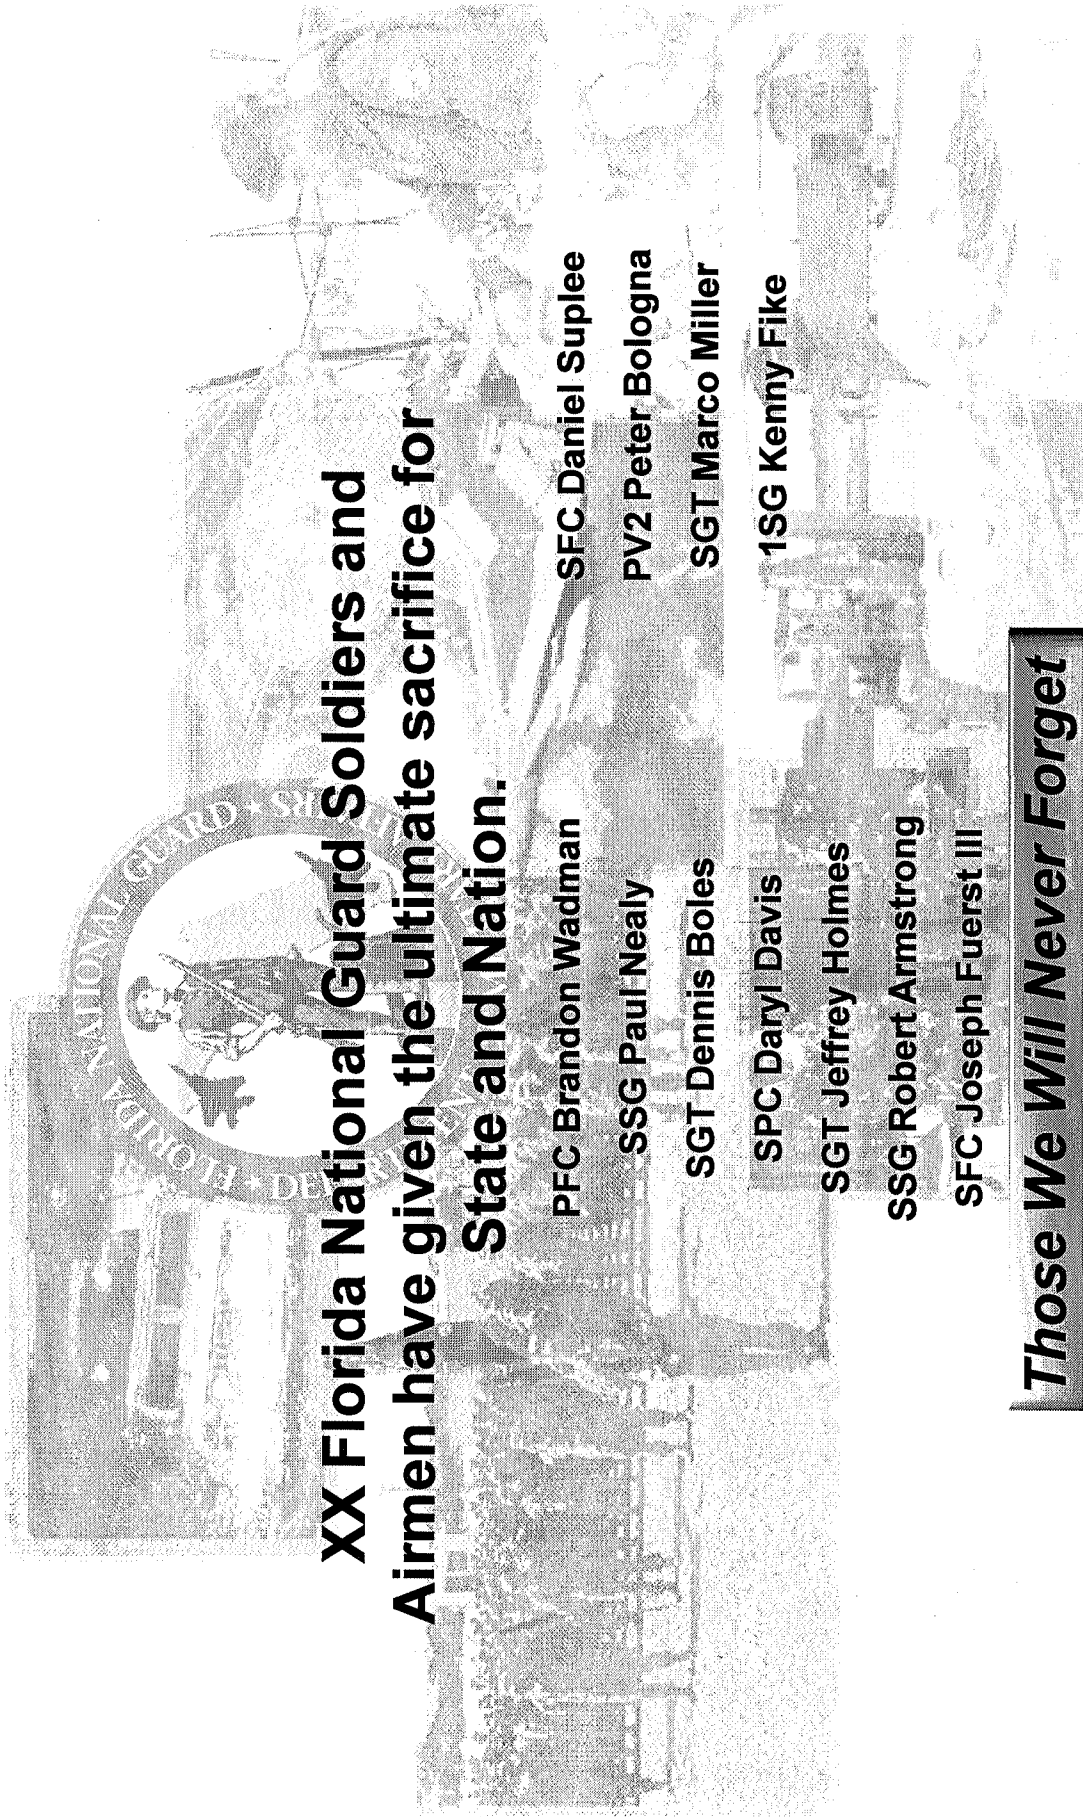 FLORIDA NATIONAL GUARD
XX Florida National Guard Soldiers and
Airmen have given the ultimate sacrifice for
State and Nation.
PFC Brandon Wadman
SSG Paul Nealy
SGT Dennis Boles
SPC Daryl Davis
SGT Jeffrey Holmes
SSG Robert Armstrong
SFC Joseph Fuerst III
SFC Daniel Suplee
PV2 Peter Bologna
SGT Marco Miller
1SG Kenny Fike
Those We Will Never Forget